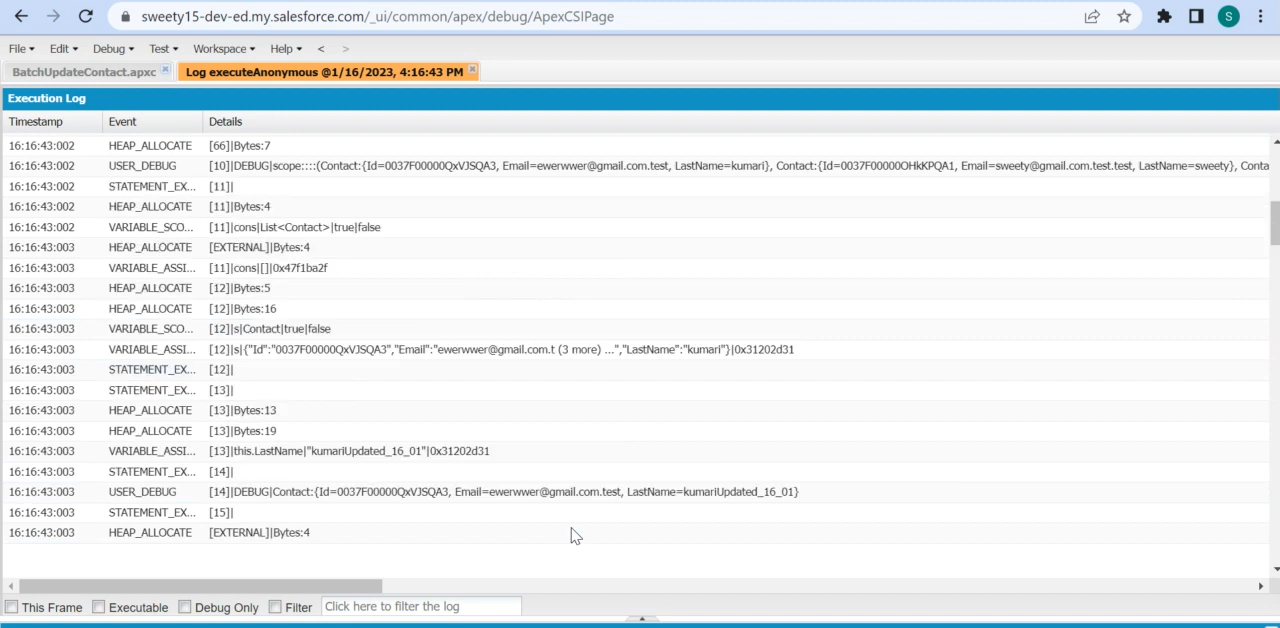 sweety15-dev-ed.my.salesforce.com/_ui/common/apex/debug/ApexCSIPage
S
File Edit Debug Test Workspace Help < >
BatchUpdateContact.apxc Log executeAnonymous @1/16/2023, 4:16:43 PM
Execution Log
Timestamp Event Details
16:16:43:002 HEAP_ALLOCATE [66]|Bytes:7
16:16:43:002 USER_DEBUG [10]|DEBUG|scope::::(Contact:{Id=0037F00000QxVJSQA3, Email=ewerwwer@gmail.com.test, LastName=kumari}, Contact:{Id=0037F00000OHkKPQA1, Email=sweety@gmail.com.test.test, LastName=sweety}, Conta
16:16:43:002 STATEMENT_EX... [11]|
16:16:43:002 HEAP_ALLOCATE [11]|Bytes:4
16:16:43:002 VARIABLE_SCO... [11]|cons|List<Contact>|true|false
16:16:43:003 HEAP_ALLOCATE [EXTERNAL]|Bytes:4
16:16:43:003 VARIABLE_ASSI... [11]|cons|[]|0x47f1ba2f
16:16:43:003 HEAP_ALLOCATE [12]|Bytes:5
16:16:43:003 HEAP_ALLOCATE [12]|Bytes:16
16:16:43:003 VARIABLE_SCO... [12]|s|Contact|true|false
16:16:43:003 VARIABLE_ASSI... [12]|s|{"Id":"0037F00000QxVJSQA3","Email":"ewerwwer@gmail.com.t (3 more) ...","LastName":"kumari"}|0x31202d31
16:16:43:003 STATEMENT_EX... [12]|
16:16:43:003 STATEMENT_EX... [13]|
16:16:43:003 HEAP_ALLOCATE [13]|Bytes:13
16:16:43:003 HEAP_ALLOCATE [13]|Bytes:19
16:16:43:003 VARIABLE_ASSI... [13]|this.LastName|"kumariUpdated_16_01"|0x31202d31
16:16:43:003 STATEMENT_EX... [14]|
16:16:43:003 USER_DEBUG [14]|DEBUG|Contact:{Id=0037F00000QxVJSQA3, Email=ewerwwer@gmail.com.test, LastName=kumariUpdated_16_01}
16:16:43:003 STATEMENT_EX... [15]|
16:16:43:003 HEAP_ALLOCATE [EXTERNAL]|Bytes:4
This Frame Executable Debug Only Filter Click here to filter the log